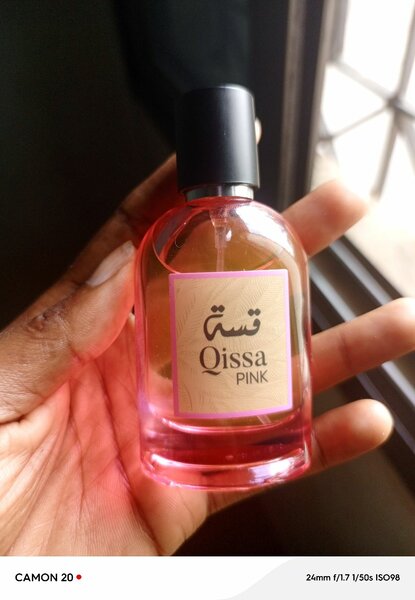 قصة
Qissa
PINK
CAMON 20
24mm f/1.7 1/50s ISO98